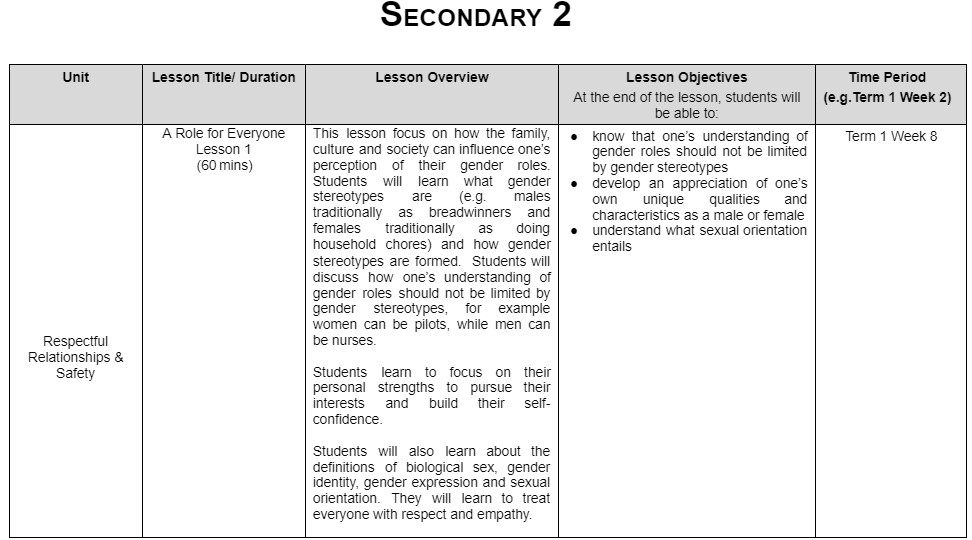 SECONDARY 2
Unit
Lesson Title/ Duration
Lesson Overview
Lesson Objectives
At the end of the lesson, students will
be able to:
Time Period
(e.g.Term 1 Week 2)
Respectful
Relationships &
Safety
A Role for Everyone
Lesson 1
(60 mins)
This lesson focus on how the family,
culture and society can influence one's
perception of their gender roles.
Students will learn what gender
stereotypes are (e.g. males
traditionally as breadwinners and
females traditionally as doing
household chores) and how gender
stereotypes are formed. Students will
discuss how one's understanding of
gender roles should not be limited by
gender stereotypes, for example
women can be pilots, while men can
be nurses.
Students learn to focus on their
personal strengths to pursue their
interests and build their self-
confidence.
Students will also learn about the
definitions of biological sex, gender
identity, gender expression and sexual
orientation. They will learn to treat
everyone with respect and empathy.
● know that one's understanding of
gender roles should not be limited
by gender stereotypes
● develop an appreciation of one's
own unique qualities and
characteristics as a male or female
● understand what sexual orientation
entails
Term 1 Week 8